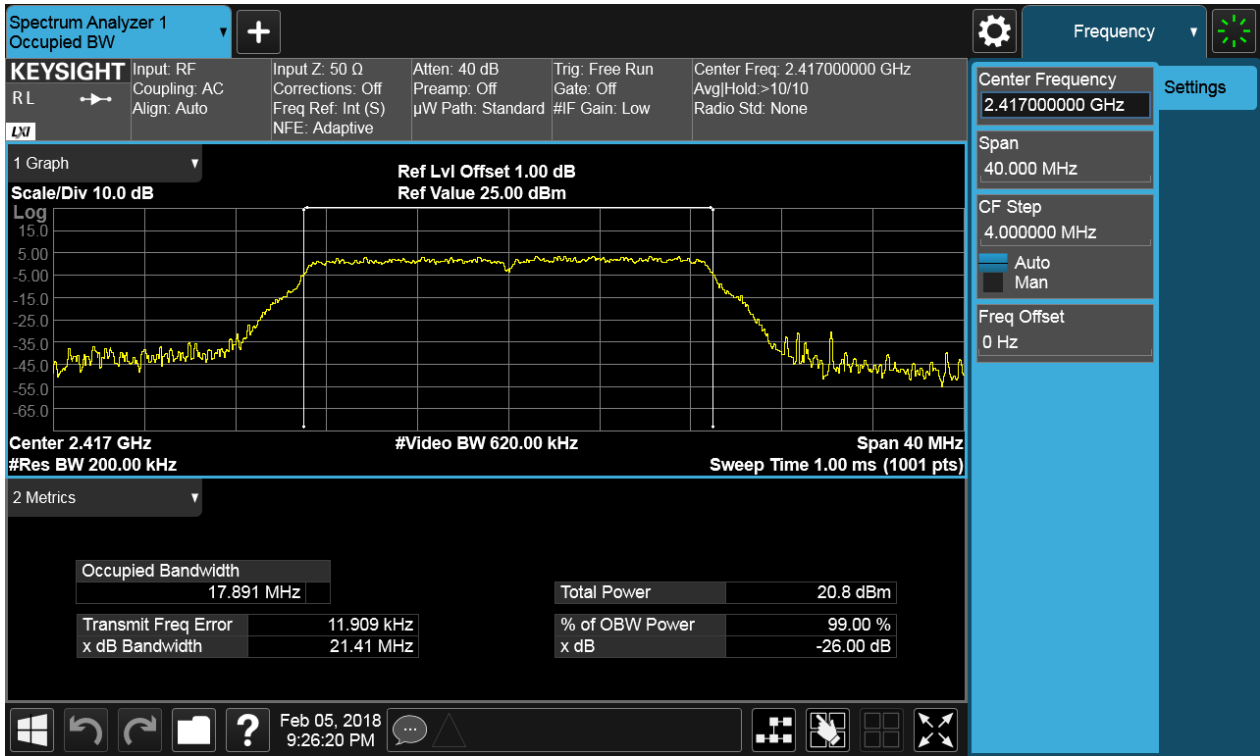 Spectrum Analyzer 1
Occupied BW
+
Frequency
KEYSIGHT
R L
LXI
Input: RF
Coupling: AC
Align: Auto
Input Z: 50 Ω
Corrections: Off
Freq Ref: Int (S)
NFE: Adaptive
Atten: 40 dB
Preamp: Off
µW Path: Standard
Trig: Free Run
Gate: Off
#IF Gain: Low
Center Freq: 2.417000000 GHz
Avg|Hold:>10/10
Radio Std: None
Center Frequency
2.417000000 GHz
Settings
Span
40.000 MHz
CF Step
4.000000 MHz
Auto
Man
Freq Offset
0 Hz
1 Graph
Scale/Div 10.0 dB
Ref Lvl Offset 1.00 dB
Ref Value 25.00 dBm
Log
15.0
5.00
-5.00
-15.0
-25.0
-35.0
-45.0
-55.0
-65.0
Center 2.417 GHz
#Video BW 620.00 kHz
Span 40 MHz
#Res BW 200.00 kHz
Sweep Time 1.00 ms (1001 pts)
2 Metrics
Occupied Bandwidth
17.891 MHz
Total Power 20.8 dBm
Transmit Freq Error 11.909 kHz
% of OBW Power 99.00 %
x dB Bandwidth 21.41 MHz
x dB -26.00 dB
?
Feb 05, 2018
9:26:20 PM